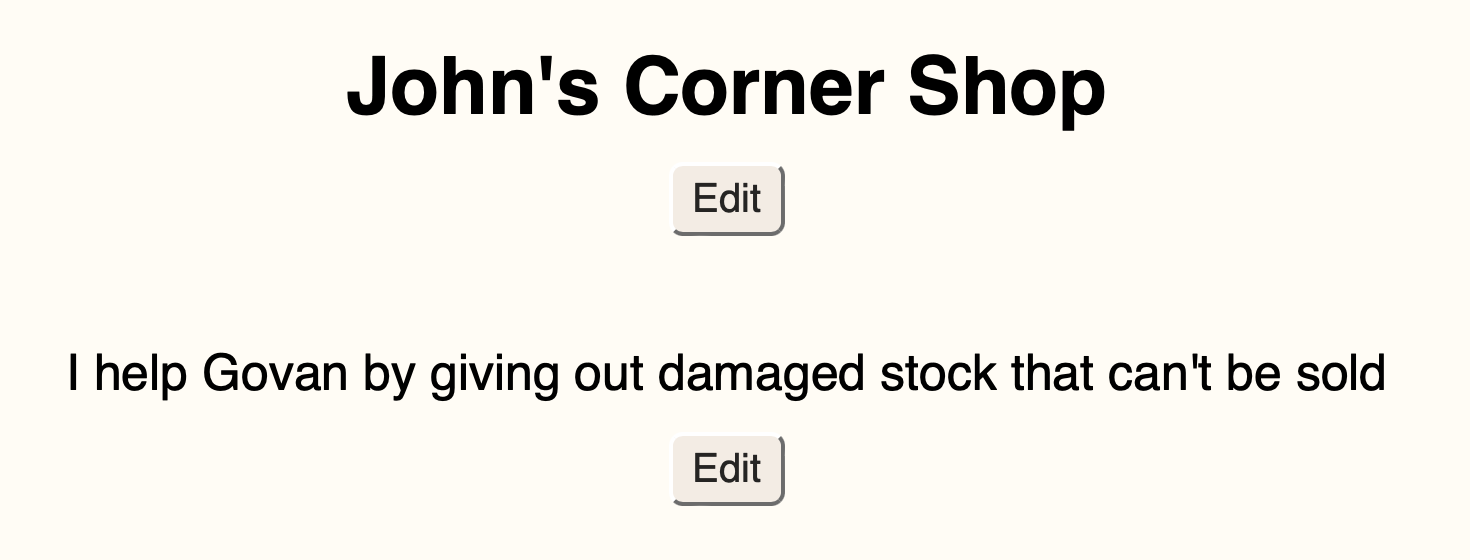 John's Corner Shop
Edit
I help Govan by giving out damaged stock that can't be sold
Edit